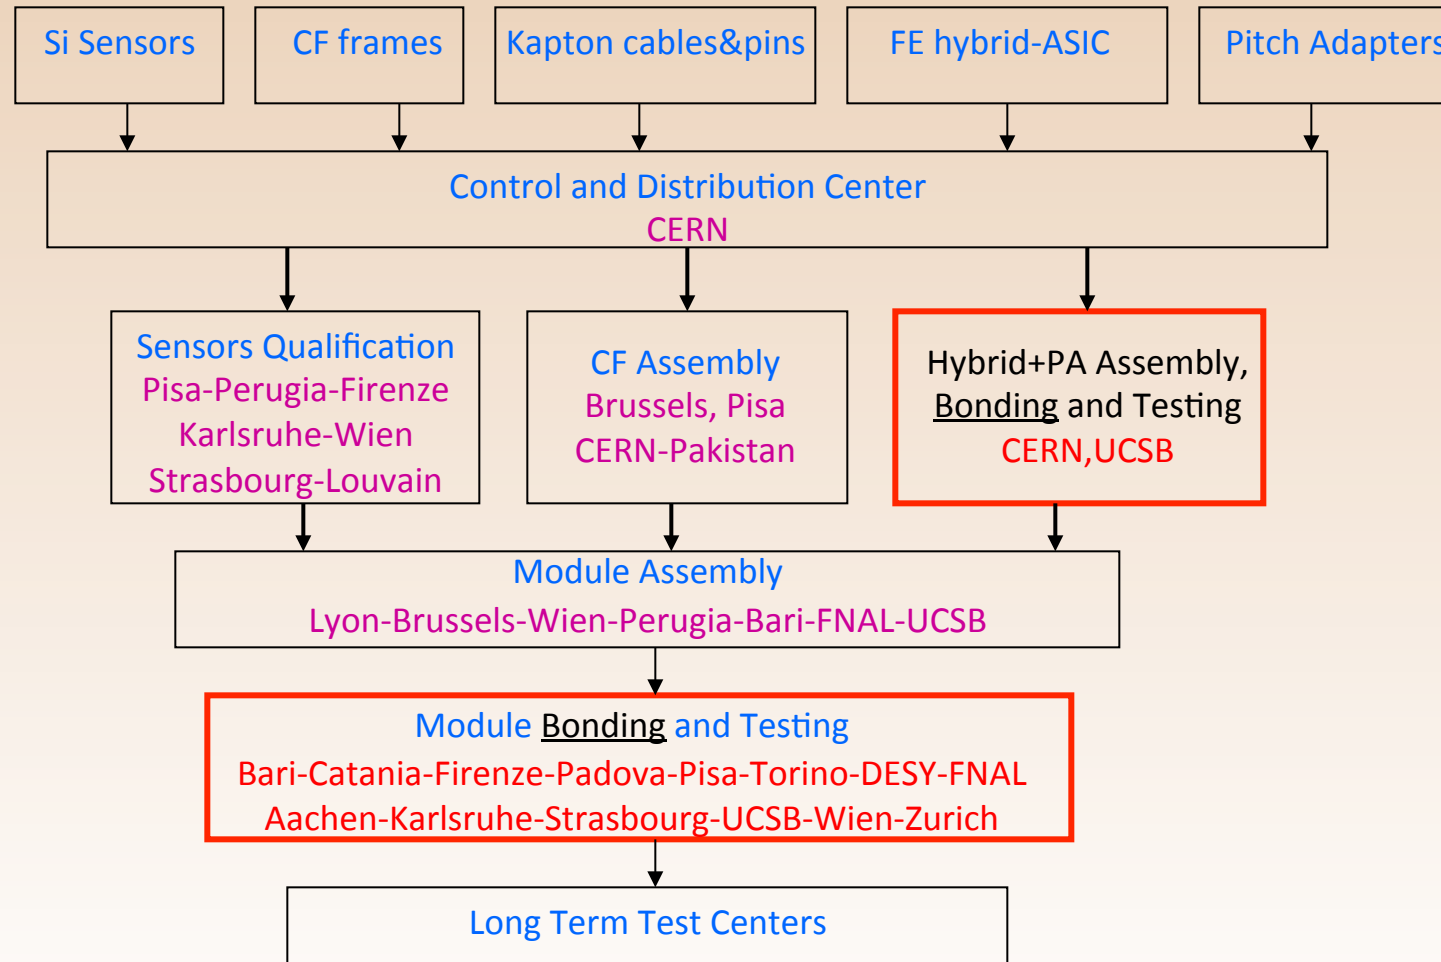 Si Sensors
CF frames
Kapton cables&pins
FE hybrid-ASIC
Pitch Adapters
Control and Distribution Center
CERN
Sensors Qualification
Pisa-Perugia-Firenze
Karlsruhe-Wien
Strasbourg-Louvain
CF Assembly
Brussels, Pisa
CERN-Pakistan
Hybrid+PA Assembly,
Bonding and Testing
CERN,UCSB
Module Assembly
Lyon-Brussels-Wien-Perugia-Bari-FNAL-UCSB
Module Bonding and Testing
Bari-Catania-Firenze-Padova-Pisa-Torino-DESY-FNAL
Aachen-Karlsruhe-Strasbourg-UCSB-Wien-Zurich
Long Term Test Centers